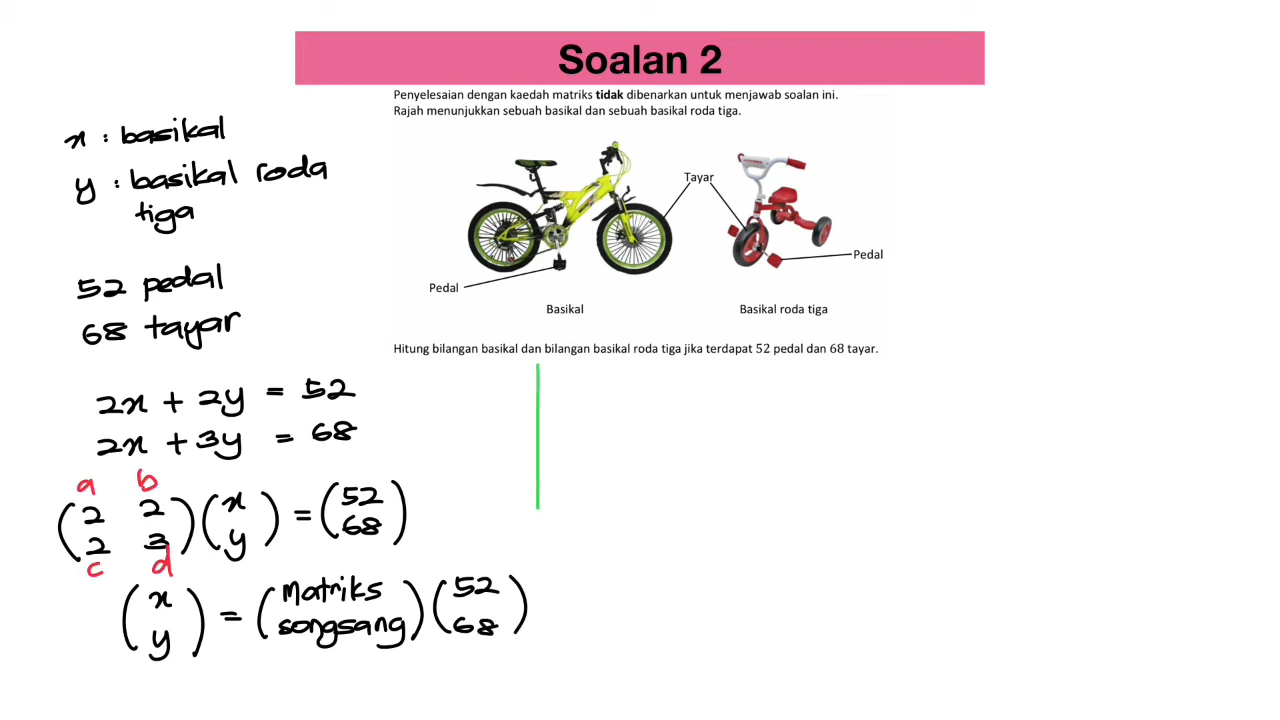 Soalan 2
Penyelesaian dengan kaedah matriks tidak dibenarkan untuk menjawab soalan ini.
Rajah menunjukkan sebuah basikal dan sebuah basikal roda tiga.
Tayar
Pedal
Pedal
Basikal
Basikal roda tiga
Hitung bilangan basikal dan bilangan basikal roda tiga jika terdapat 52 pedal dan 68 tayar.
x : basikal
y : basikal roda
tiga
52 pedal
68 tayar
2x + 2y = 52
2x + 3y = 68
a b
(2 2) (x) = (52)
(2 3) (y) (68)
c d
(x) = (matriks) (52)
(y) (songsang) (68)